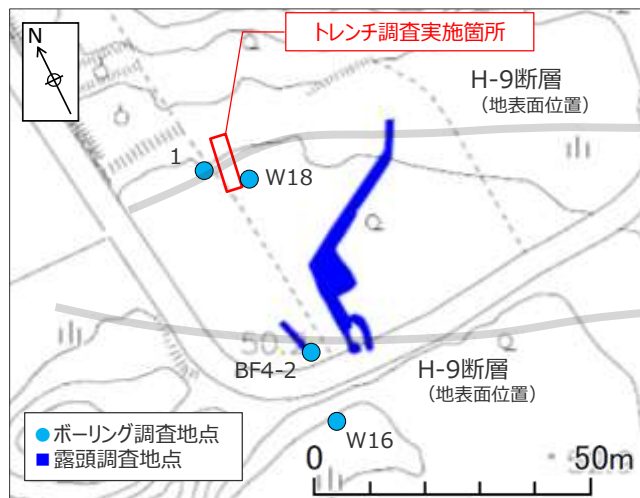 トレンチ調査実施箇所
N
H-9断層
（地表面位置）
1
W18
50.
BF4-2
H-9断層
（地表面位置）
W16
●ボーリング調査地点
■露頭調査地点
0
50m